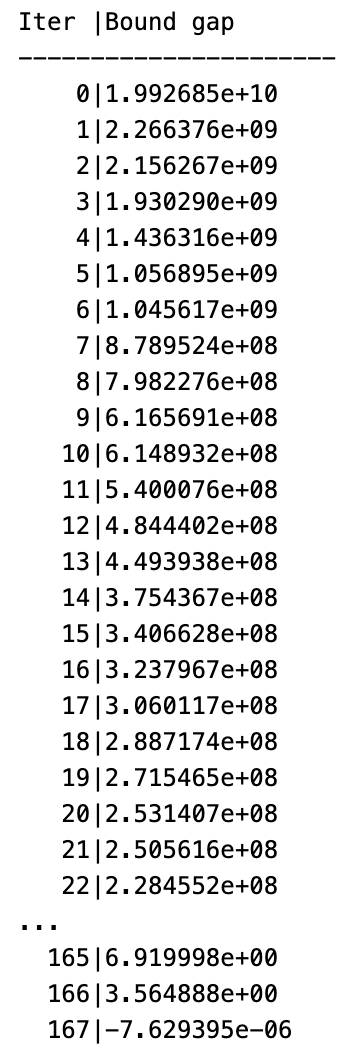 Iter |Bound gap
----------------------
    0|1.992685e+10
    1|2.266376e+09
    2|2.156267e+09
    3|1.930290e+09
    4|1.436316e+09
    5|1.056895e+09
    6|1.045617e+09
    7|8.789524e+08
    8|7.982276e+08
    9|6.165691e+08
   10|6.148932e+08
   11|5.400076e+08
   12|4.844402e+08
   13|4.493938e+08
   14|3.754367e+08
   15|3.406628e+08
   16|3.237967e+08
   17|3.060117e+08
   18|2.887174e+08
   19|2.715465e+08
   20|2.531407e+08
   21|2.505616e+08
   22|2.284552e+08
...
  165|6.919998e+00
  166|3.564888e+00
  167|-7.629395e-06